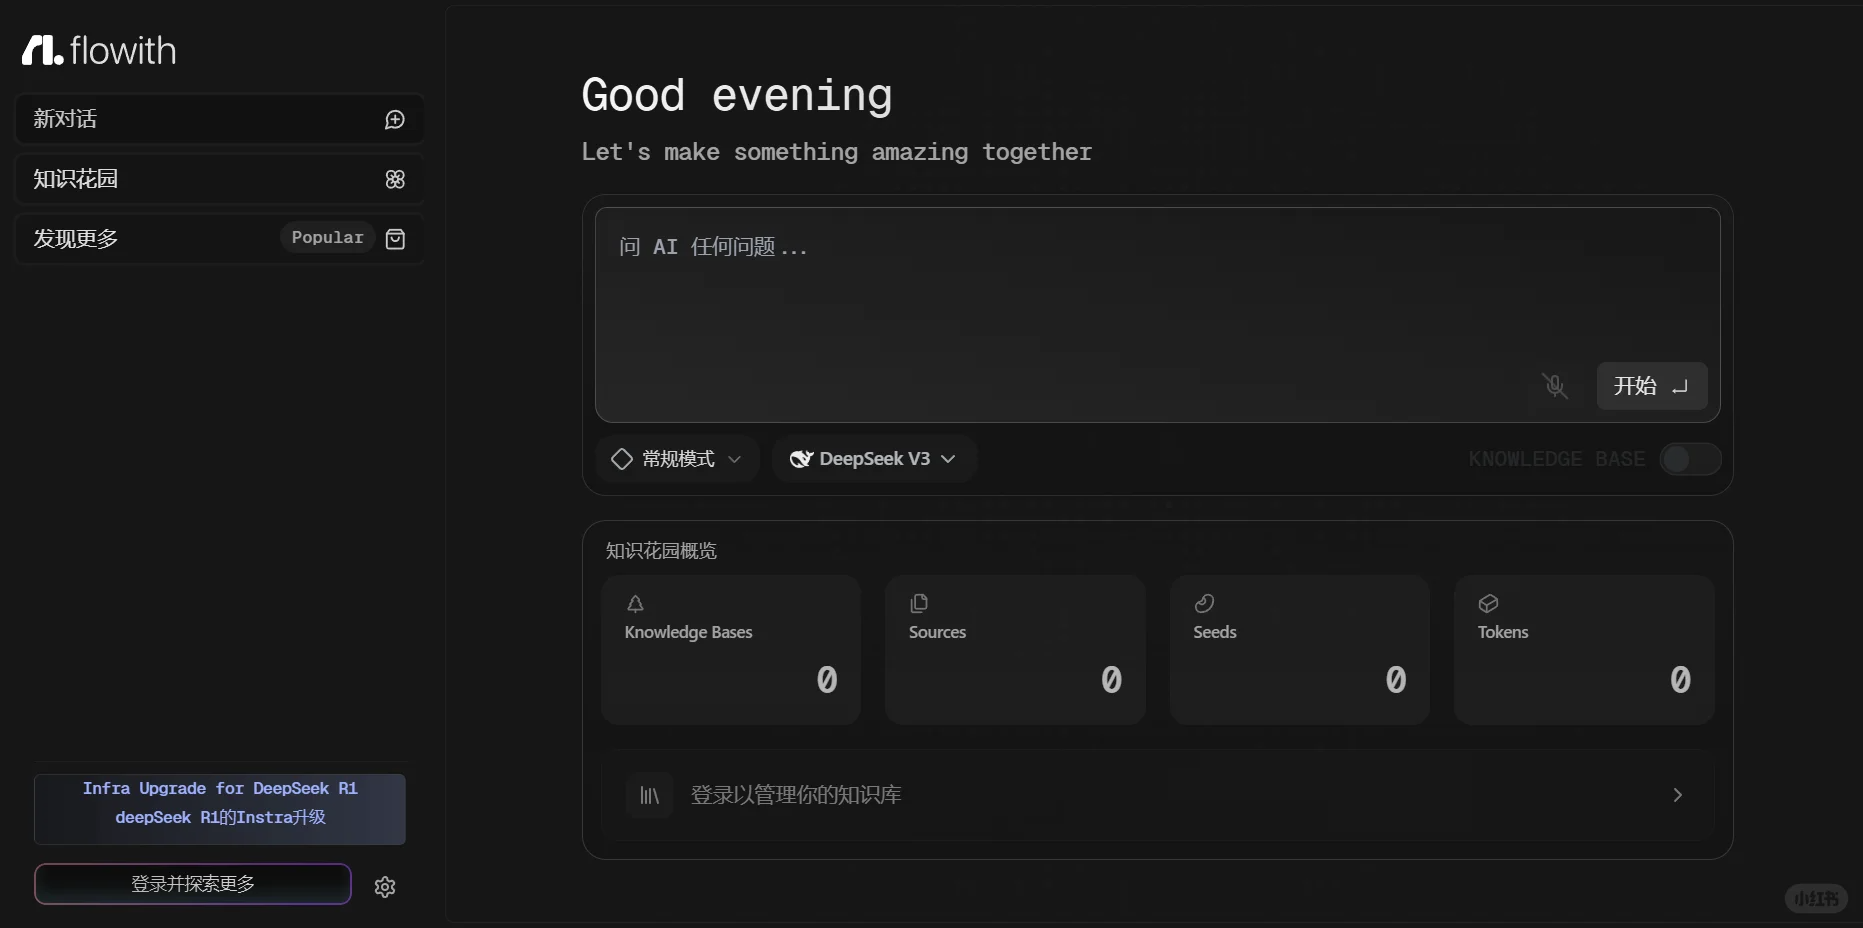 flowith
新对话
知识花园
发现更多 Popular
Good evening
Let's make something amazing together
问 AI 任何问题...
开始
常规模式
DeepSeek V3
KNOWLEDGE BASE
知识花园概览
Knowledge Bases
0
Sources
0
Seeds
0
Tokens
0
登录以管理你的知识库
Infra Upgrade for DeepSeek R1
deepSeek R1的Instra升级
登录并探索更多
小红书